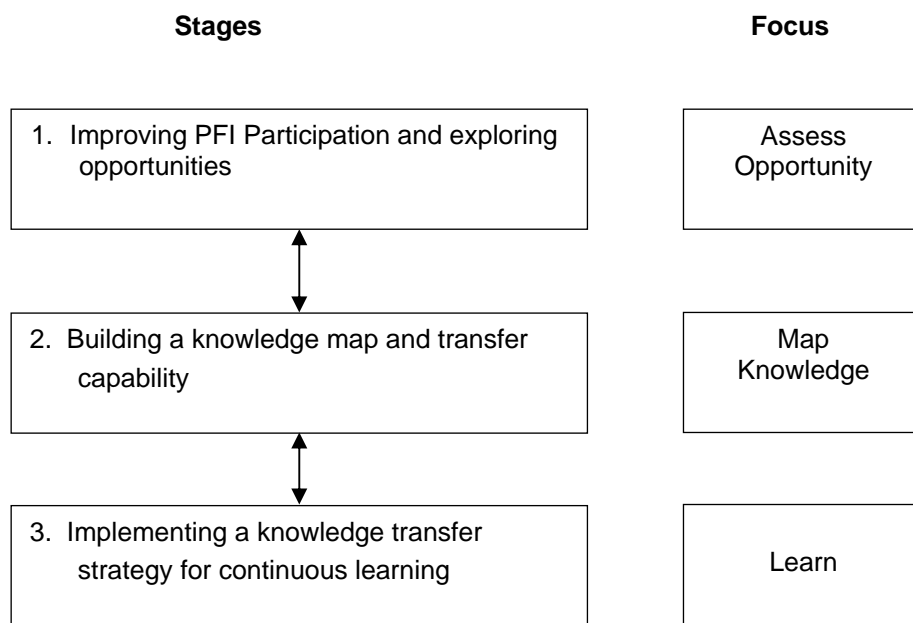 Stages Focus
1. Improving PFI Participation and exploring
opportunities
Assess
Opportunity
2. Building a knowledge map and transfer
capability
Map
Knowledge
3. Implementing a knowledge transfer
strategy for continuous learning
Learn